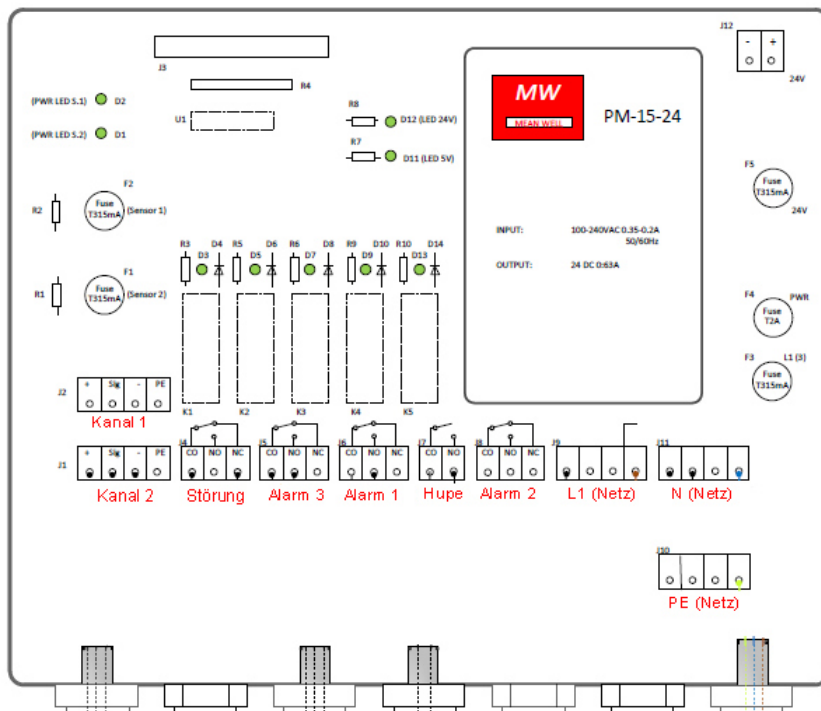 J12
- +
24V
J3
R4
(PWR LED S.1) D2
U1
(PWR LED S.2) D1
R8
D12 (LED 24V)
R7
D11 (LED 5V)
MW
MEAN WELL
PM-15-24
INPUT: 100-240VAC 0.35-0.2A
50/60Hz
OUTPUT: 24 DC 0:63A
F5
Fuse
T315mA
24V
F2
R2
Fuse
T315mA
(Sensor 1)
F1
R1
Fuse
T315mA
(Sensor 2)
R3 D4 R5 D6 R6 D8 R9 D10 R10 D14
D3 D5 D7 D9 D13
F4 PWR
Fuse
T2A
F3 L1 (3)
Fuse
T315mA
J2
+ Sig - PE
Kanal 1
K1 K2 K3 K4 K5
J1
+ Sig - PE
Kanal 2
J4
CO NO NC
Störung
J5
CO NO NC
Alarm 3
J6
CO NO NC
Alarm 1
J7
CO NO
Hupe
J8
CO NO NC
Alarm 2
J9
L1 (Netz)
J11
N (Netz)
J10
PE (Netz)